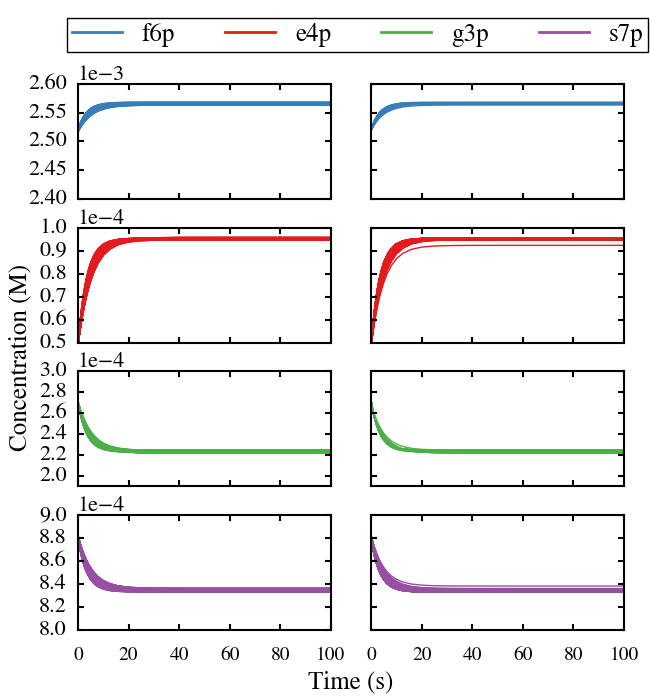 f6p e4p g3p s7p
1e−3
2.60
2.55
2.50
2.45
2.40
1e−4
1.0
0.9
0.8
0.7
0.6
0.5
1e−4
3.0
2.8
2.6
2.4
2.2
2.0
1e−4
9.0
8.8
8.6
8.4
8.2
8.0
Concentration (M)
0 20 40 60 80 100 0 20 40 60 80 100
Time (s)